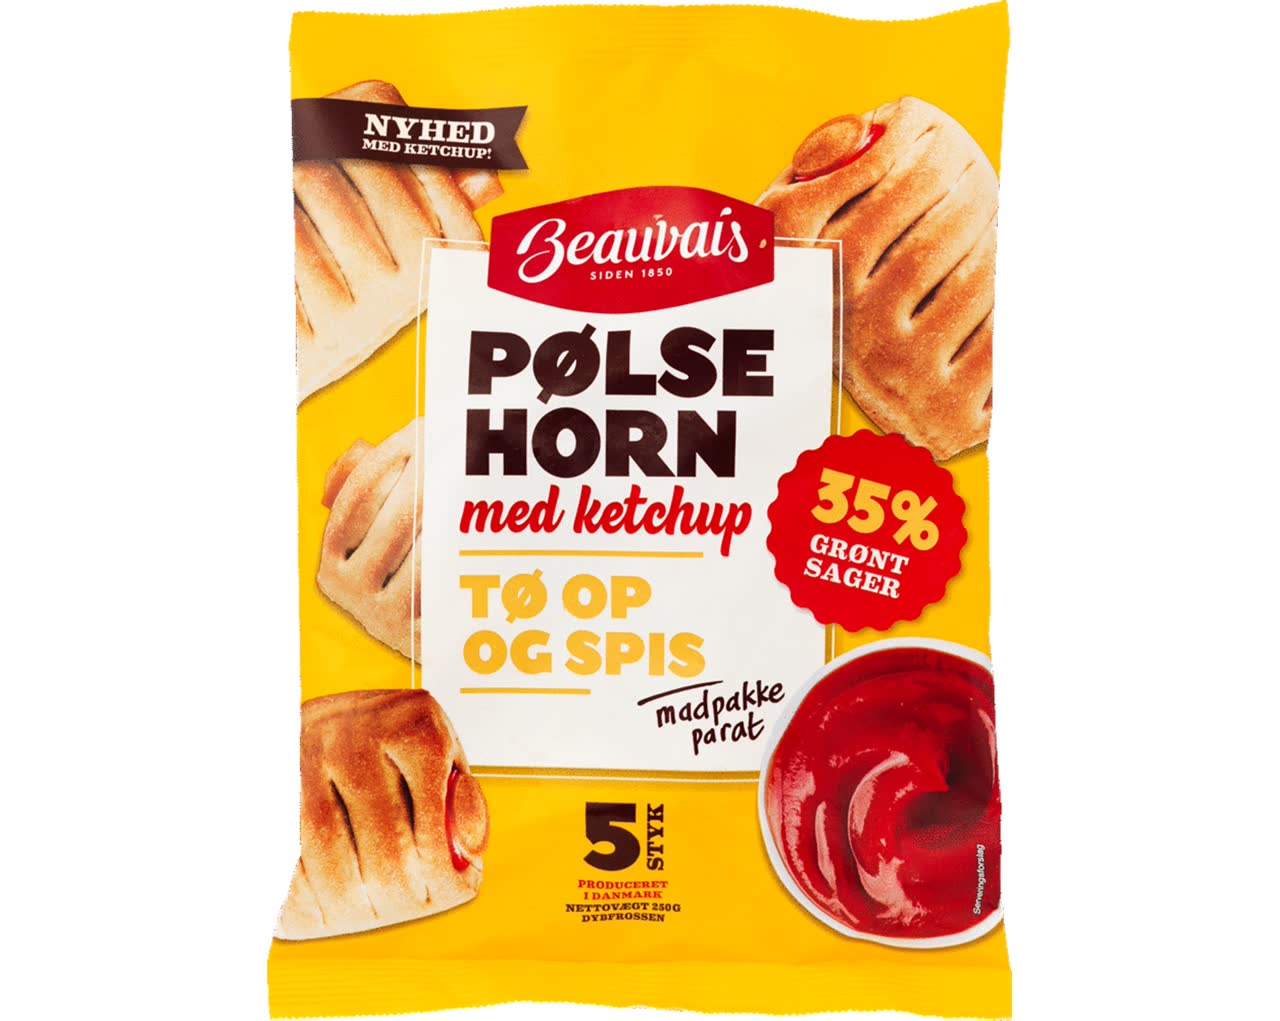 NYHED
MED KETCHUP!
Beauvais
SIDEN 1850
PØLSE
HORN
med ketchup
TØ OP
OG SPIS
madpakke
parat
35%
GRØNT
SAGER
5 STYK
PRODUCERET
I DANMARK
NETTOVÆGT 250G
DYBFROSSEN
Serveringsforslag